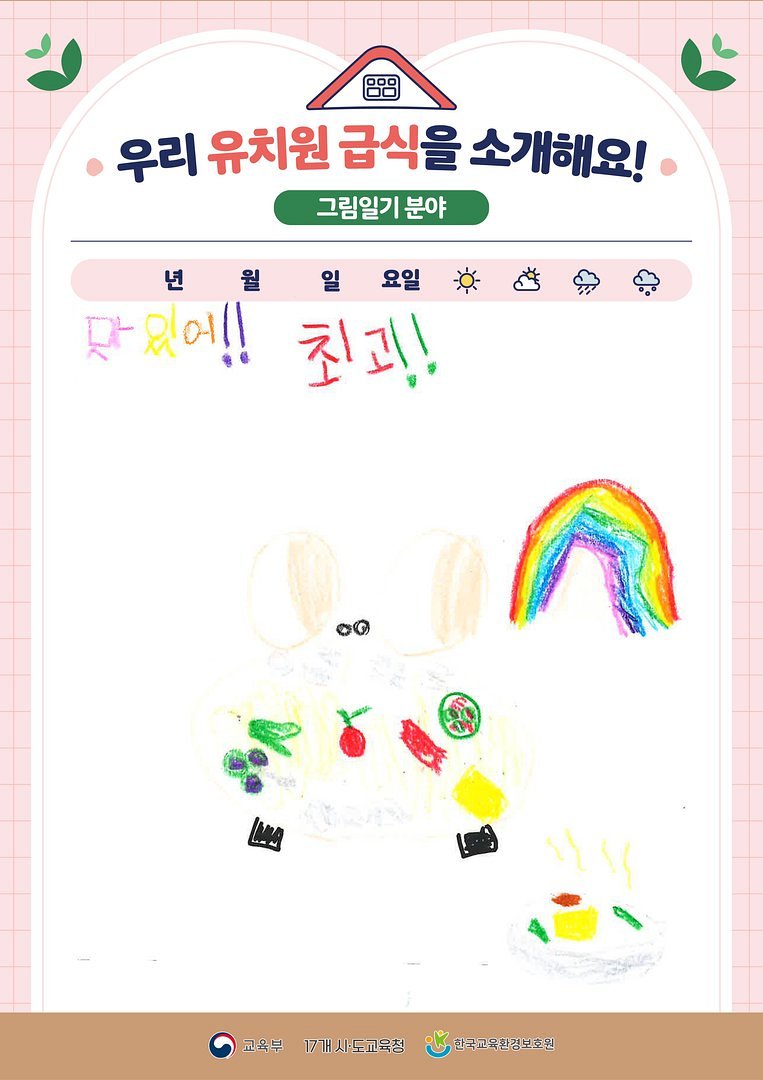 우리 유치원 급식을 소개해요!
그림일기 분야
년 월 일 요일
맛있어!! 최고!!
교육부 17개 시·도교육청 한국교육환경보호원